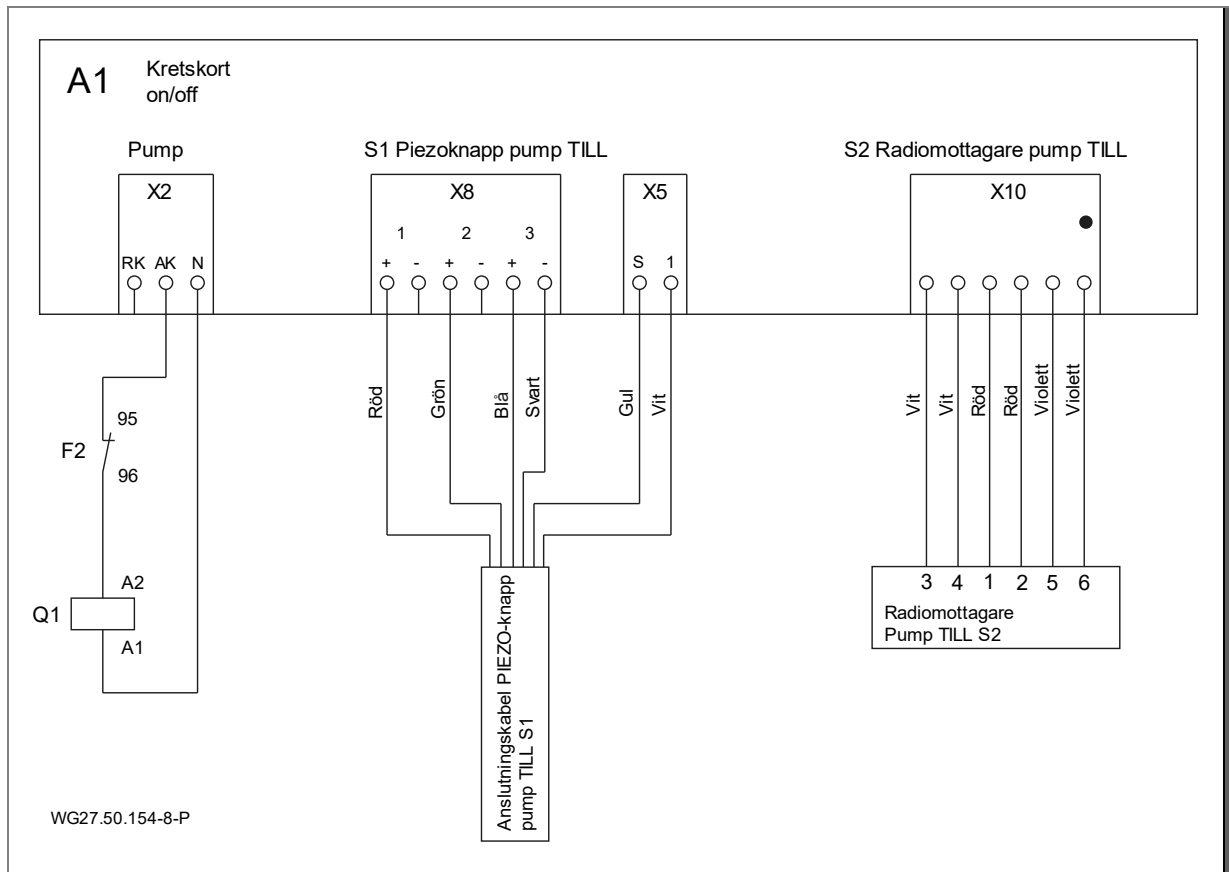 A1
Kretskort
on/off
Pump
S1 Piezoknapp pump TILL
S2 Radiomottagare pump TILL
X2
X8
X5
X10
1 2 3
RK AK N
+ - + - + -
S 1
Röd
Grön
Blå
Svart
Gul
Vit
Vit
Vit
Röd
Röd
Violett
Violett
95
F2
96
A2
Q1
A1
Anslutningskabel PIEZO-knapp
pump TILL S1
3 4 1 2 5 6
Radiomottagare
Pump TILL S2
WG27.50.154-8-P